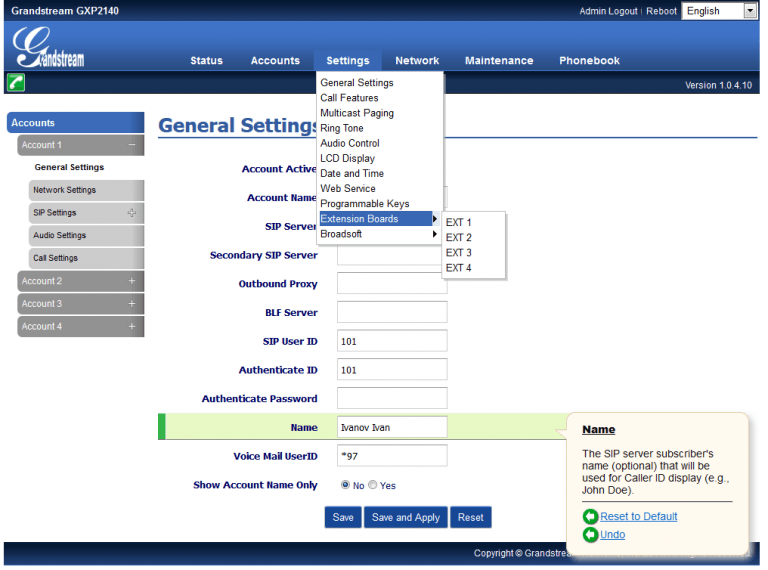 Grandstream GXP2140
Admin Logout | Reboot English
Grandstream
Status Accounts Settings Network Maintenance Phonebook
Version 1.0.4.10
General Settings
Call Features
Multicast Paging
Ring Tone
Audio Control
LCD Display
Date and Time
Web Service
Programmable Keys
Extension Boards
Broadsoft
EXT 1
EXT 2
EXT 3
EXT 4
Accounts
Account 1
General Settings
Network Settings
SIP Settings
Audio Settings
Call Settings
Account 2
Account 3
Account 4
General Settings
Account Active
Account Name
SIP Server
Secondary SIP Server
Outbound Proxy
BLF Server
SIP User ID 101
Authenticate ID 101
Authenticate Password
Name Ivanov Ivan
Voice Mail UserID *97
Show Account Name Only No Yes
Save Save and Apply Reset
Name
The SIP server subscriber's
name (optional) that will be
used for Caller ID display (e.g.,
John Doe).
Reset to Default
Undo
Copyright © Grandstrea